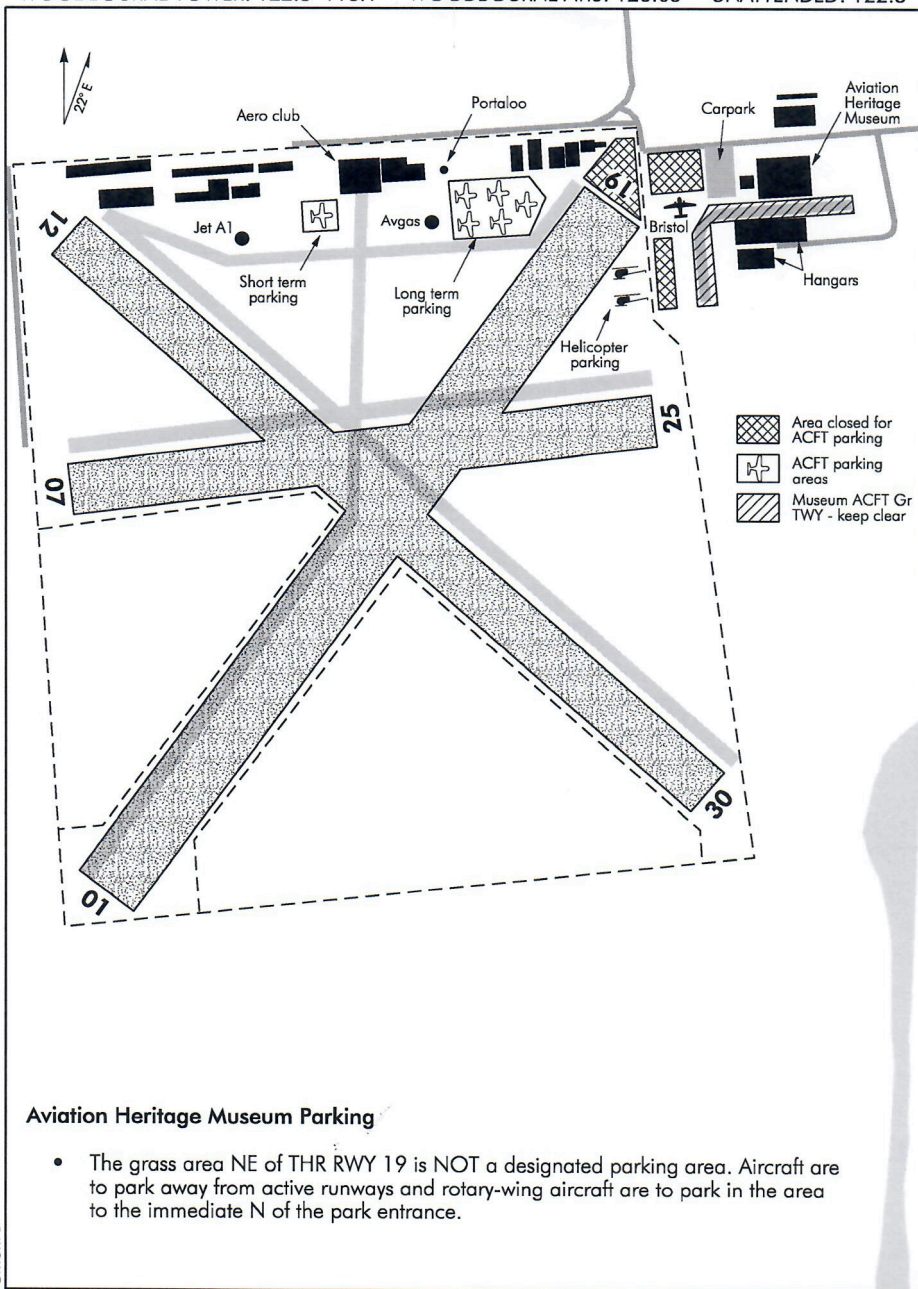 22° E
Portaloo
Aero club
Carpark
Aviation
Heritage
Museum
12
19
Jet A1
Avgas
Bristol
Short term
parking
Long term
parking
Hangars
Helicopter
parking
25
07
Area closed for
ACFT parking
ACFT parking
areas
Museum ACFT Gr
TWY - keep clear
30
01
Aviation Heritage Museum Parking
• The grass area NE of THR RWY 19 is NOT a designated parking area. Aircraft are
to park away from active runways and rotary-wing aircraft are to park in the area
to the immediate N of the park entrance.